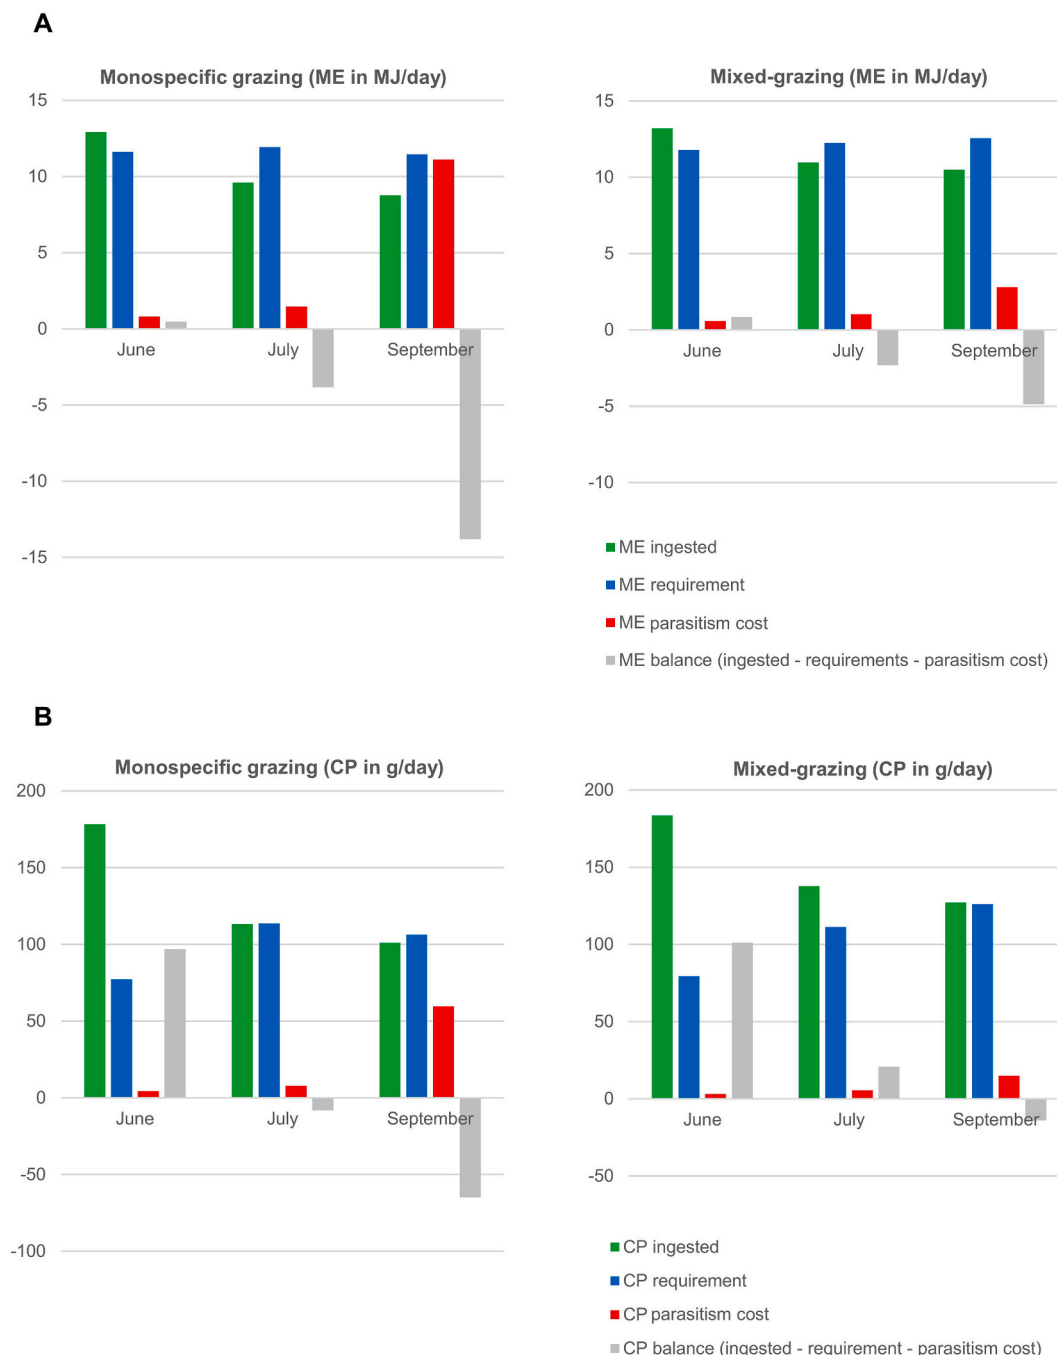 A
Monospecific grazing (ME in MJ/day)
15
10
5
0
-5
-10
-15
June July September
Mixed-grazing (ME in MJ/day)
15
10
5
0
-5
-10
June July September
ME ingested
ME requirement
ME parasitism cost
ME balance (ingested - requirements - parasitism cost)
B
Monospecific grazing (CP in g/day)
200
150
100
50
0
-50
-100
June July September
Mixed-grazing (CP in g/day)
200
150
100
50
0
-50
June July September
CP ingested
CP requirement
CP parasitism cost
CP balance (ingested - requirement - parasitism cost)